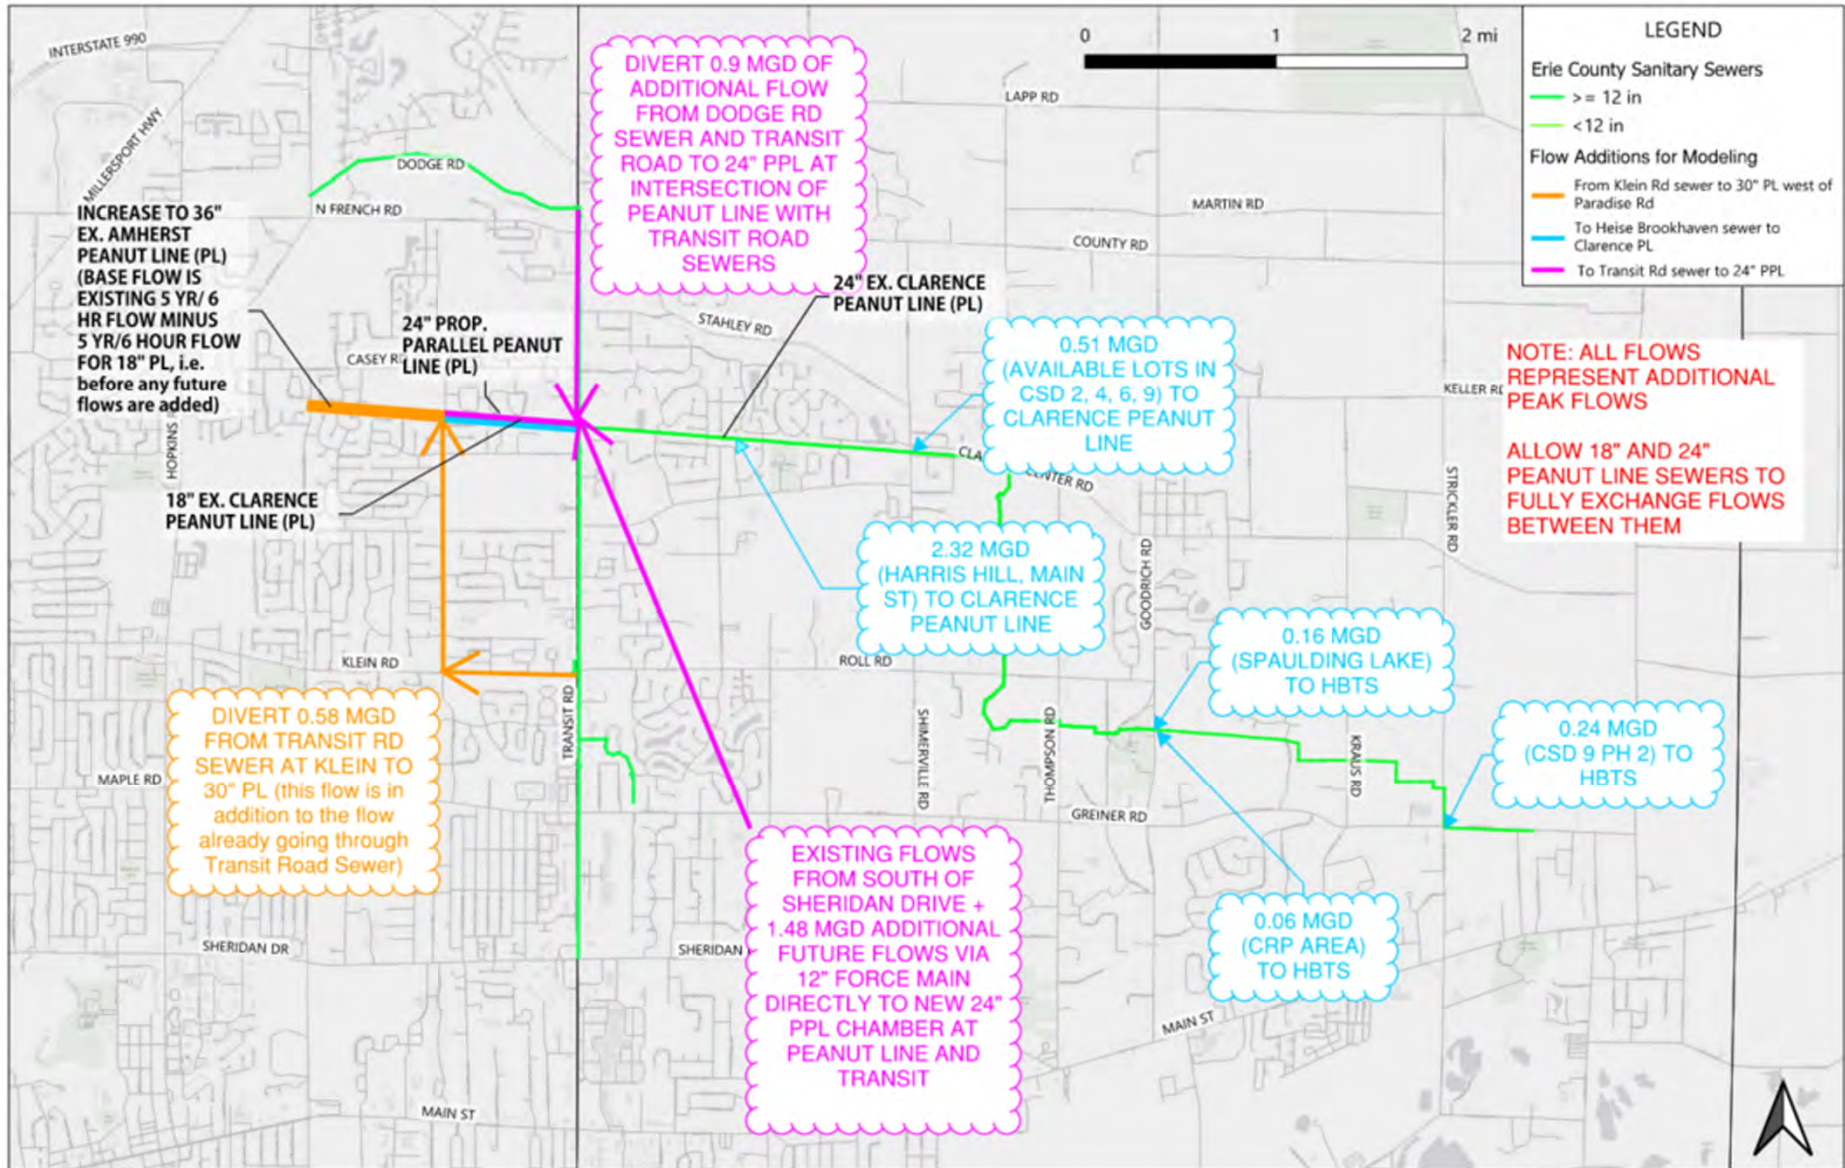 INTERSTATE 990
MILLERSPORT HWY
DODGE RD
N FRENCH RD
DIVERT 0.9 MGD OF
ADDITIONAL FLOW
FROM DODGE RD
SEWER AND TRANSIT
ROAD TO 24" PPL AT
INTERSECTION OF
PEANUT LINE WITH
TRANSIT ROAD
SEWERS
0 1 2 mi
LAPP RD
MARTIN RD
COUNTY RD
LEGEND
Erie County Sanitary Sewers
>= 12 in
<12 in
Flow Additions for Modeling
From Klein Rd sewer to 30" PL west of
Paradise Rd
To Heise Brookhaven sewer to
Clarence PL
To Transit Rd sewer to 24" PPL
INCREASE TO 36"
EX. AMHERST
PEANUT LINE (PL)
(BASE FLOW IS
EXISTING 5 YR/ 6
HR FLOW MINUS
5 YR/6 HOUR FLOW
FOR 18" PL, i.e.
before any future
flows are added)
CASEY RD
24" PROP.
PARALLEL PEANUT
LINE (PL)
24" EX. CLARENCE
PEANUT LINE (PL)
STAHLEY RD
0.51 MGD
(AVAILABLE LOTS IN
CSD 2, 4, 6, 9) TO
CLARENCE PEANUT
LINE
NOTE: ALL FLOWS
REPRESENT ADDITIONAL
PEAK FLOWS
ALLOW 18" AND 24"
PEANUT LINE SEWERS TO
FULLY EXCHANGE FLOWS
BETWEEN THEM
KELLER RD
STRICKLER RD
HOPKINS
18" EX. CLARENCE
PEANUT LINE (PL)
CLA
ENTER RD
2.32 MGD
(HARRIS HILL, MAIN
ST) TO CLARENCE
PEANUT LINE
GOODRICH RD
KLEIN RD
ROLL RD
0.16 MGD
(SPAULDING LAKE)
TO HBTS
DIVERT 0.58 MGD
FROM TRANSIT RD
SEWER AT KLEIN TO
30" PL (this flow is in
addition to the flow
already going through
Transit Road Sewer)
MAPLE RD
TRANSIT RD
SHIMERVILLE RD
THOMPSON RD
KRAUS RD
0.24 MGD
(CSD 9 PH 2) TO
HBTS
GREINER RD
EXISTING FLOWS
FROM SOUTH OF
SHERIDAN DRIVE +
1.48 MGD ADDITIONAL
FUTURE FLOWS VIA
12" FORCE MAIN
DIRECTLY TO NEW 24"
PPL CHAMBER AT
PEANUT LINE AND
TRANSIT
0.06 MGD
(CRP AREA)
TO HBTS
SHERIDAN DR
SHERIDAN
MAIN ST
MAIN ST